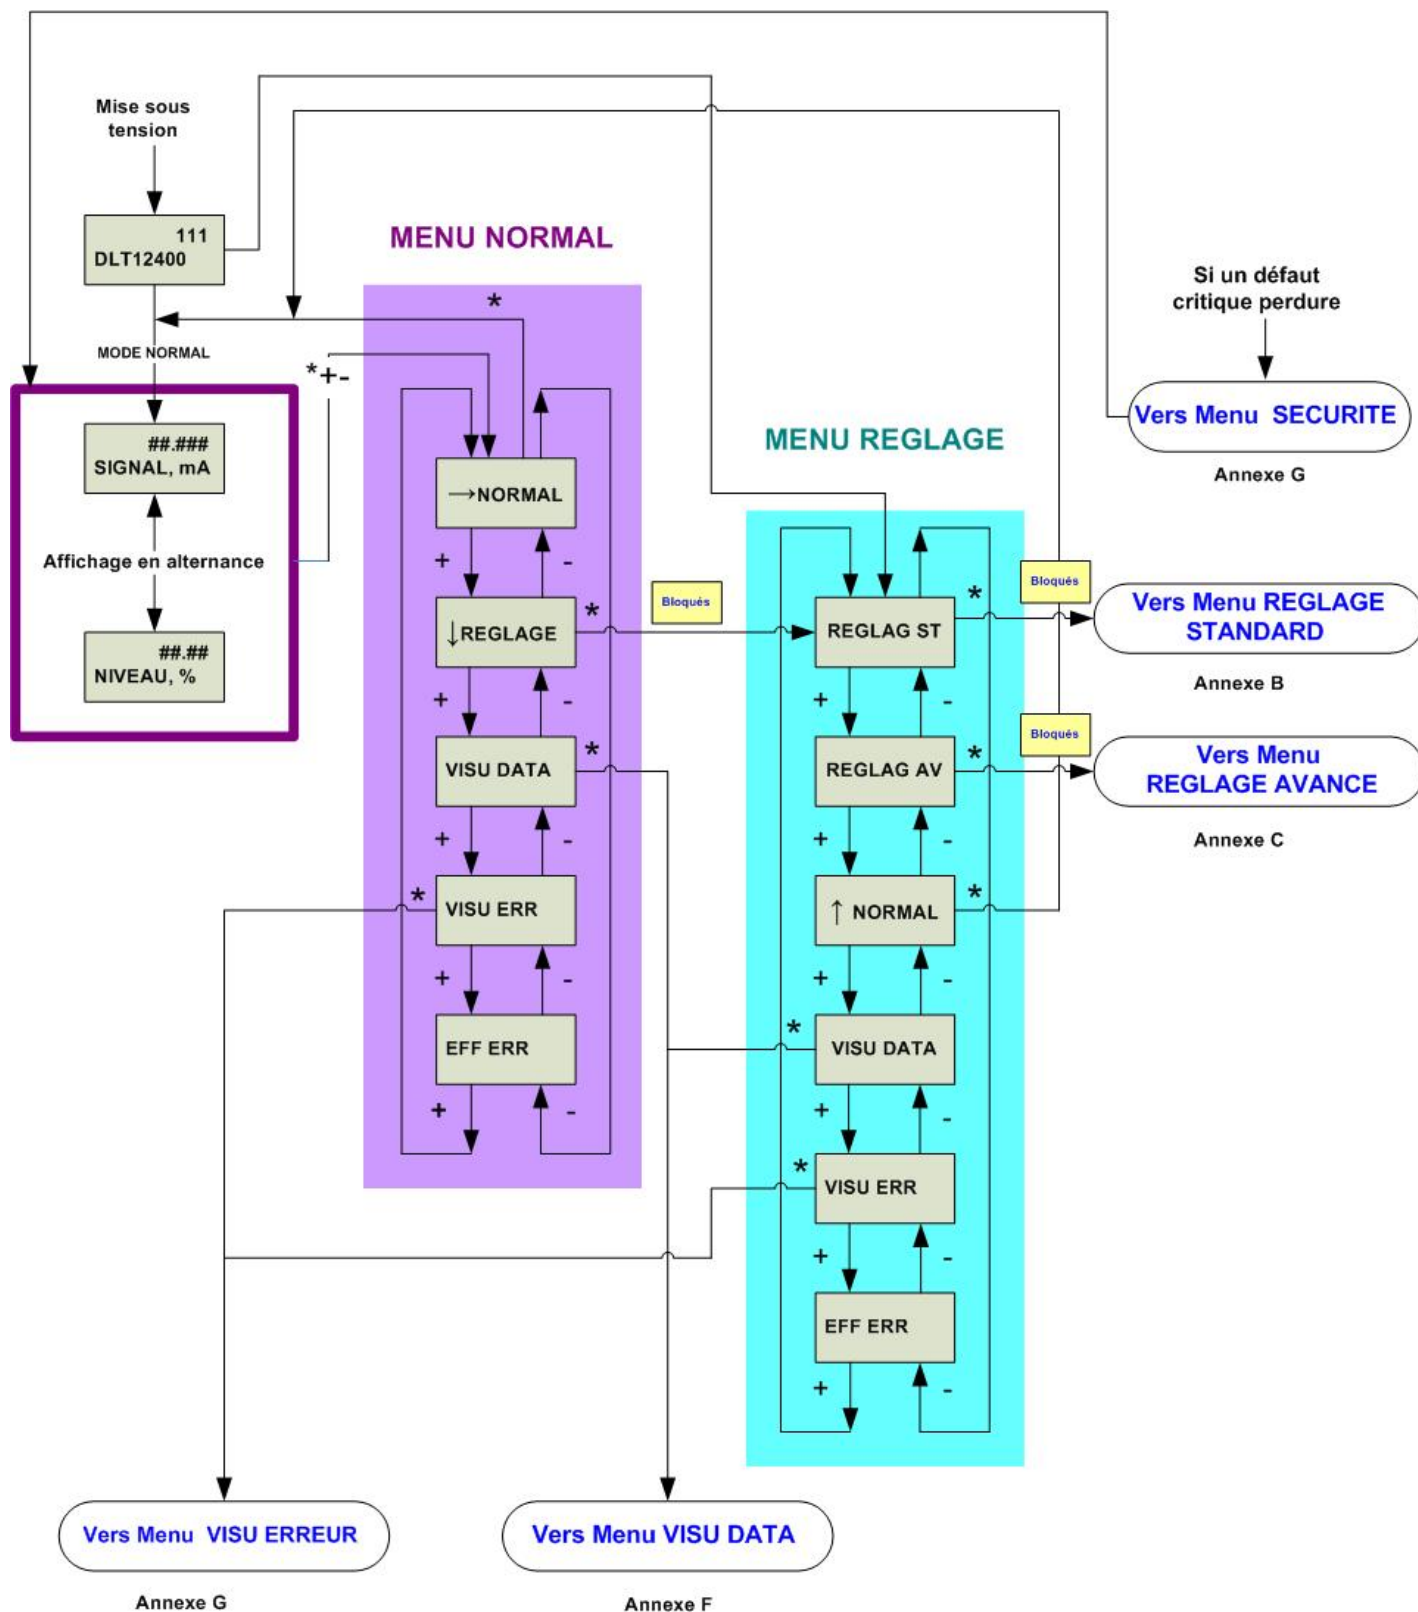 Mise sous
tension
111
DLT12400
MENU NORMAL
*
MODE NORMAL
*+-
##.###
SIGNAL, mA
Affichage en alternance
##.##
NIVEAU, %
→NORMAL
+
-
↓REGLAGE
*
Bloqués
+
-
VISU DATA
*
+
-
*
VISU ERR
+
-
EFF ERR
+
-
MENU REGLAGE
REGLAG ST
*
Bloqués
+
-
REGLAG AV
*
Bloqués
+
-
↑ NORMAL
*
+
-
*
VISU DATA
+
-
*
VISU ERR
+
-
EFF ERR
+
-
Si un défaut
critique perdure
Vers Menu SECURITE
Annexe G
Vers Menu REGLAGE
STANDARD
Annexe B
Vers Menu
REGLAGE AVANCE
Annexe C
Vers Menu VISU ERREUR
Annexe G
Vers Menu VISU DATA
Annexe F